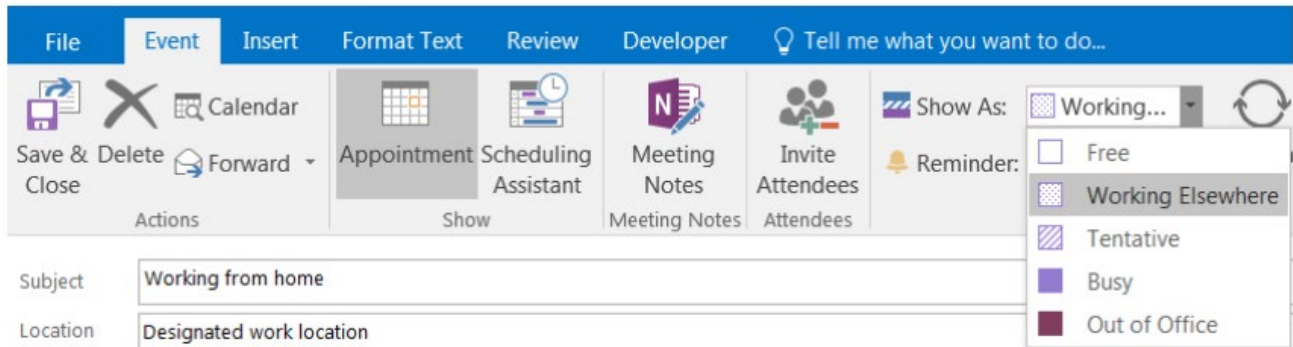 File Event Insert Format Text Review Developer Tell me what you want to do...
Save & Close
Delete
Calendar
Forward
Actions
Appointment
Scheduling Assistant
Show
N
Meeting Notes
Meeting Notes
Invite Attendees
Attendees
Show As: Working...
Reminder:
Free
Working Elsewhere
Tentative
Busy
Out of Office
Subject Working from home
Location Designated work location